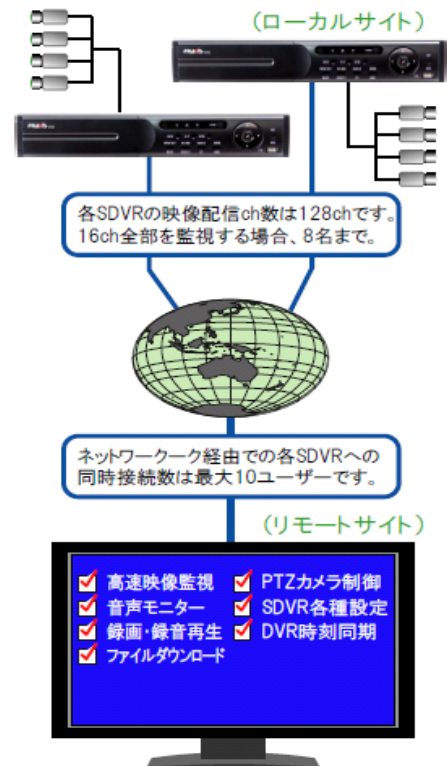 (ローカルサイト)
各SDVRの映像配信ch数は128chです。
16ch全部を監視する場合、8名まで。
ネットワーーク経由での各SDVRへの
同時接続数は最大10ユーザーです。
(リモートサイト)
高速映像監視 PTZカメラ制御
音声モニター SDVR各種設定
録画・録音再生 DVR時刻同期
ファイルダウンロード